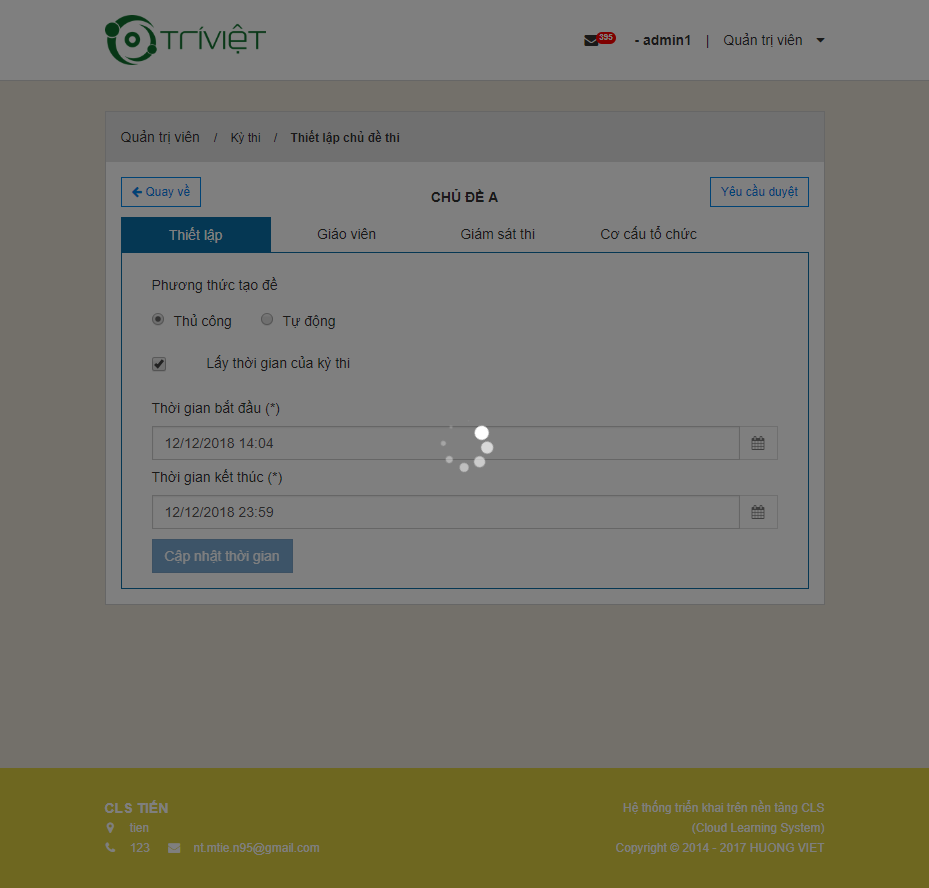 TRÍVIỆT
395
- admin1 | Quản trị viên
Quản trị viên / Kỳ thi / Thiết lập chủ đề thi
Quay về
CHỦ ĐỀ A
Yêu cầu duyệt
Thiết lập Giáo viên Giám sát thi Cơ cấu tổ chức
Phương thức tạo đề
Thủ công Tự động
Lấy thời gian của kỳ thi
Thời gian bắt đầu (*)
12/12/2018 14:04
Thời gian kết thúc (*)
12/12/2018 23:59
Cập nhật thời gian
CLS TIẾN
tien
123 nt.mtie.n95@gmail.com
Hệ thống triển khai trên nền tảng CLS
(Cloud Learning System)
Copyright © 2014 - 2017 HUONG VIET